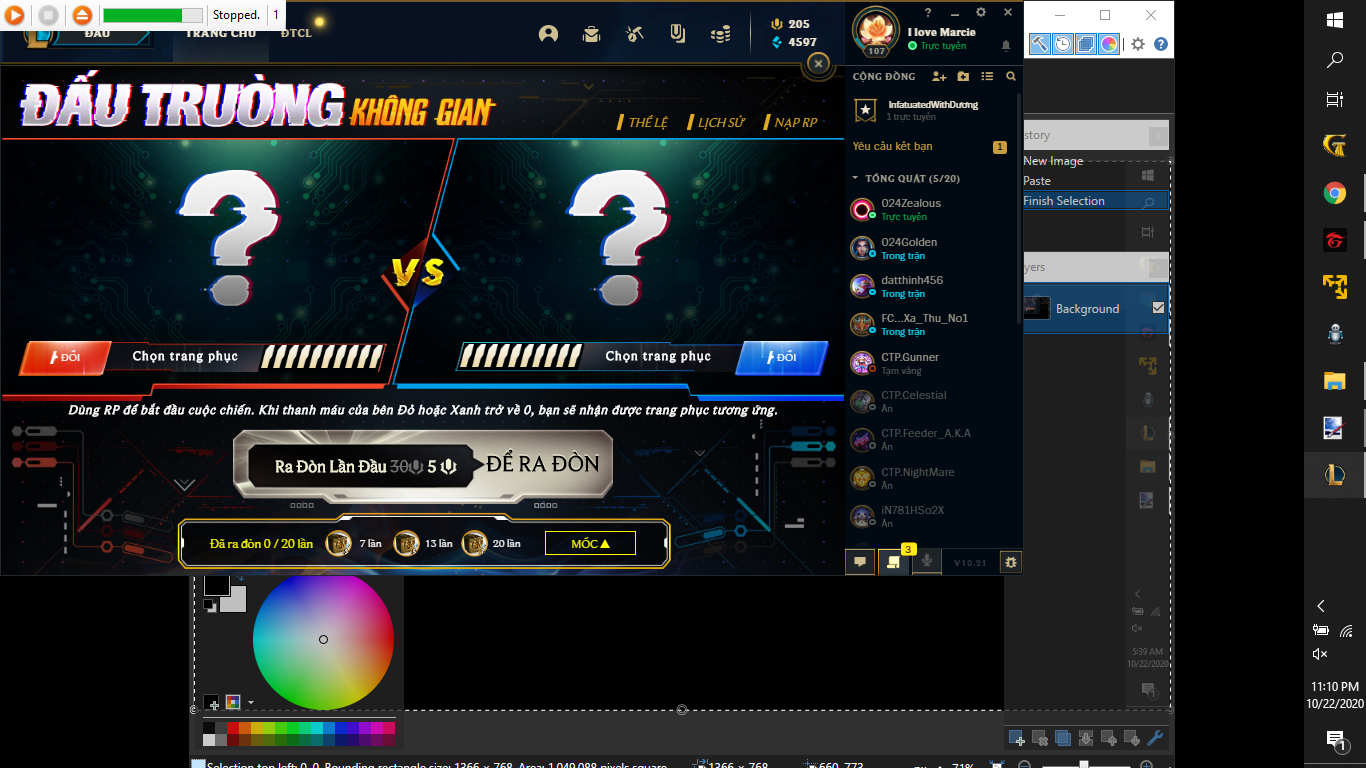 Stopped.
1
ĐẤU
TRANG CHỦ
ĐTCL
205
4597
?
107
I love Marcie
Trực tuyến
CỘNG ĐỒNG
ĐẤU TRƯỜNG
KHÔNG GIAN
THỂ LỆ
LỊCH SỬ
NẠP RP
InfatuatedWithDương
1 trực tuyến
Yêu cầu kết bạn
1
TỔNG QUÁT (5/20)
024Zealous
Trực tuyến
024Golden
Trong trận
datthinh456
Trong trận
FC...Xa_Thu_No1
Trong trận
CTP.Gunner
Tạm vắng
CTP.Celestial
Ẩn
CTP.Feeder_A.K.A
Ẩn
CTP.NightMare
Ẩn
iN781HSo2X
Ẩn
3
V10.21
?
?
VS
ĐỔI
Chọn trang phục
Chọn trang phục
ĐỔI
Dùng RP để bắt đầu cuộc chiến. Khi thanh máu của bên Đỏ hoặc Xanh trở về 0, bạn sẽ nhận được trang phục tương ứng.
Ra Đòn Lần Đầu 30 5
ĐỂ RA ĐÒN
Đã ra đòn 0 / 20 lần
7 lần
13 lần
20 lần
MỐC ▲
story
New Image
Paste
Finish Selection
yers
Background
5:39 AM
10/22/2020
11:10 PM
10/22/2020
1
Selection top left: 0, 0. Bounding rectangle size: 1366 × 768. Area: 1,049,088 pixels square
1366 × 768
660, 773
71%